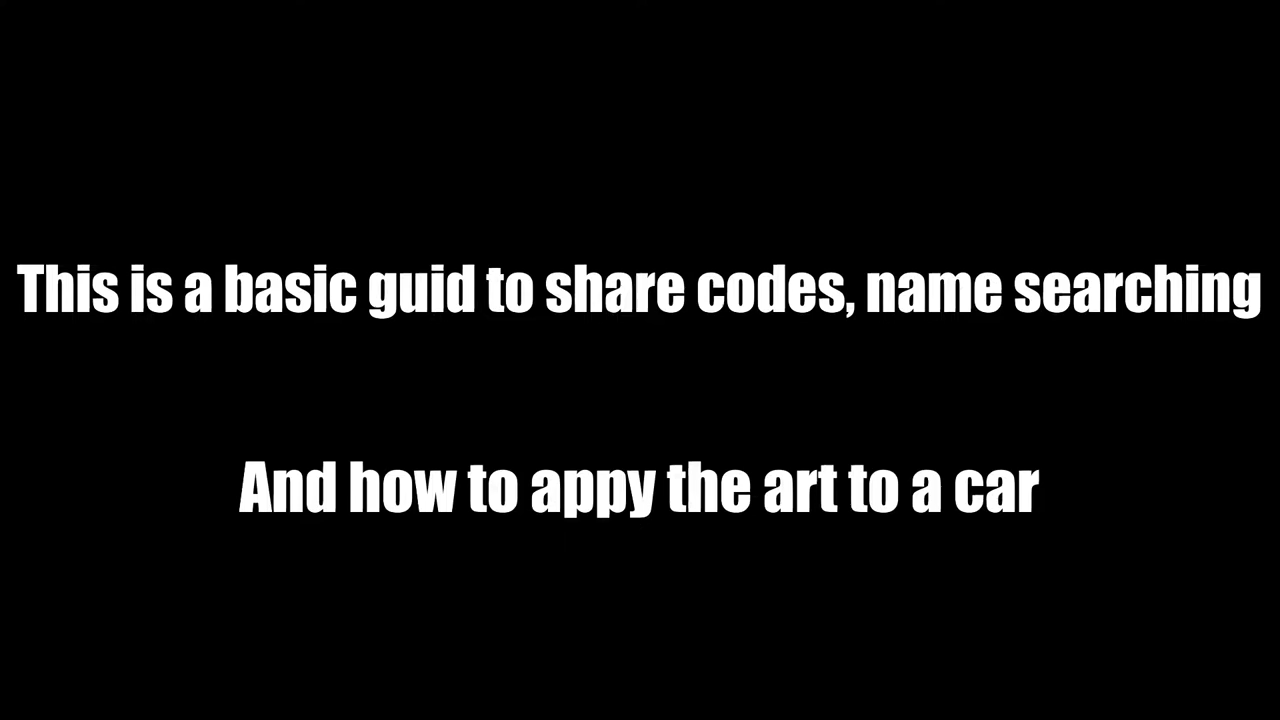 This is a basic guid to share codes, name searching
And how to appy the art to a car